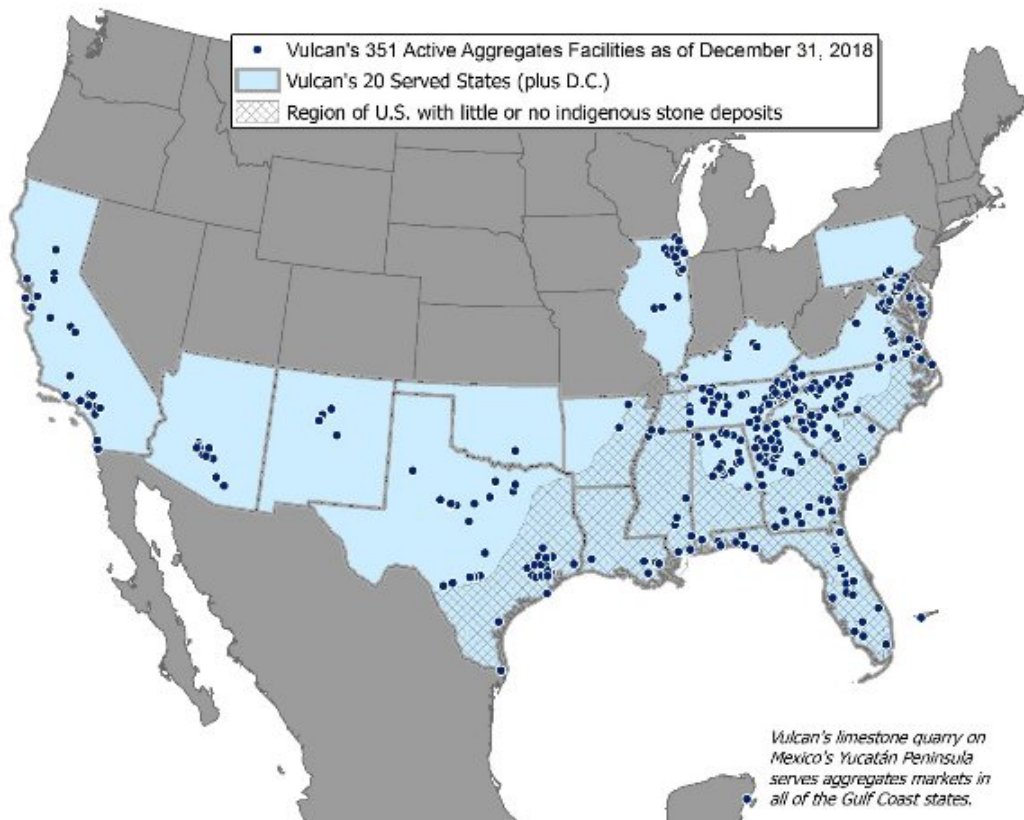 Vulcan's 351 Active Aggregates Facilities as of December 31, 2018
Vulcan's 20 Served States (plus D.C.)
Region of U.S. with little or no indigenous stone deposits
Vulcan's limestone quarry on
Mexico's Yucatán Peninsula
serves aggregates markets in
all of the Gulf Coast states.